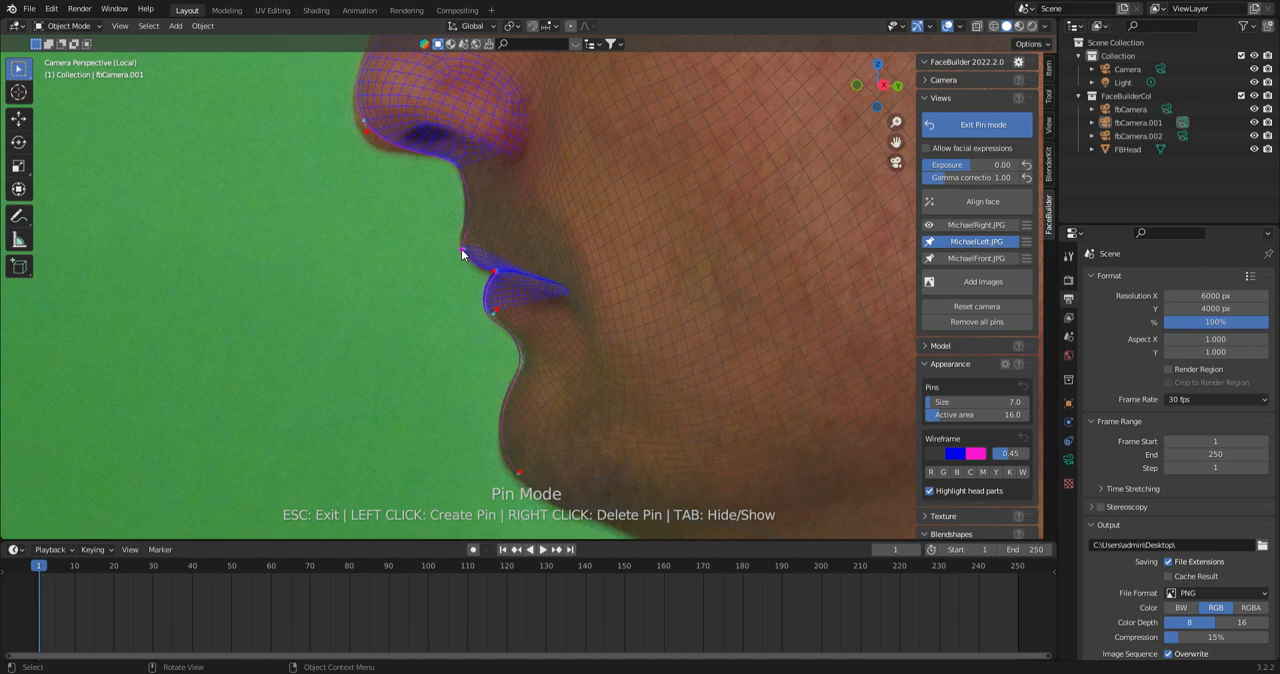 File Edit Render Window Help Layout Modeling UV Editing Shading Animation Rendering Compositing + Scene ViewLayer
Object Mode View Select Add Object Global
Options
Camera Perspective (Local)
(1) Collection | fbCamera.001
Z
X
Y
FaceBuilder 2022.2.0
Camera
Views
Exit Pin mode
Allow facial expressions
Exposure 0.00
Gamma correctio 1.00
Align face
MichaelRight.JPG
MichaelLeft.JPG
MichaelFront.JPG
Add Images
Reset camera
Remove all pins
Model
Appearance
Pins
Size 7.0
Active area 16.0
Wireframe
0.45
R G B C M Y K W
Highlight head parts
Texture
Blendshapes
Item
Tool
View
BlenderKit
FaceBuilder
Pin Mode
ESC: Exit | LEFT CLICK: Create Pin | RIGHT CLICK: Delete Pin | TAB: Hide/Show
Scene Collection
Collection
Camera
Light
FaceBuilderCol
fbCamera
fbCamera.001
fbCamera.002
FBHead
Scene
Format
Resolution X 6000 px
Y 4000 px
% 100%
Aspect X 1.000
Y 1.000
Render Region
Crop to Render Region
Frame Rate 30 fps
Frame Range
Frame Start 1
End 250
Step 1
Time Stretching
Stereoscopy
Output
C:\Users\admin\Desktop\
Saving File Extensions
Cache Result
File Format PNG
Color BW RGB RGBA
Color Depth 8 16
Compression 15%
Image Sequence Overwrite
Playback Keying View Marker 1 Start 1 End 250
1 10 20 30 40 50 60 70 80 90 100 110 120 130 140 150 160 170 180 190 200 210 220 230 240 250
Select Rotate View Object Context Menu 3.2.2